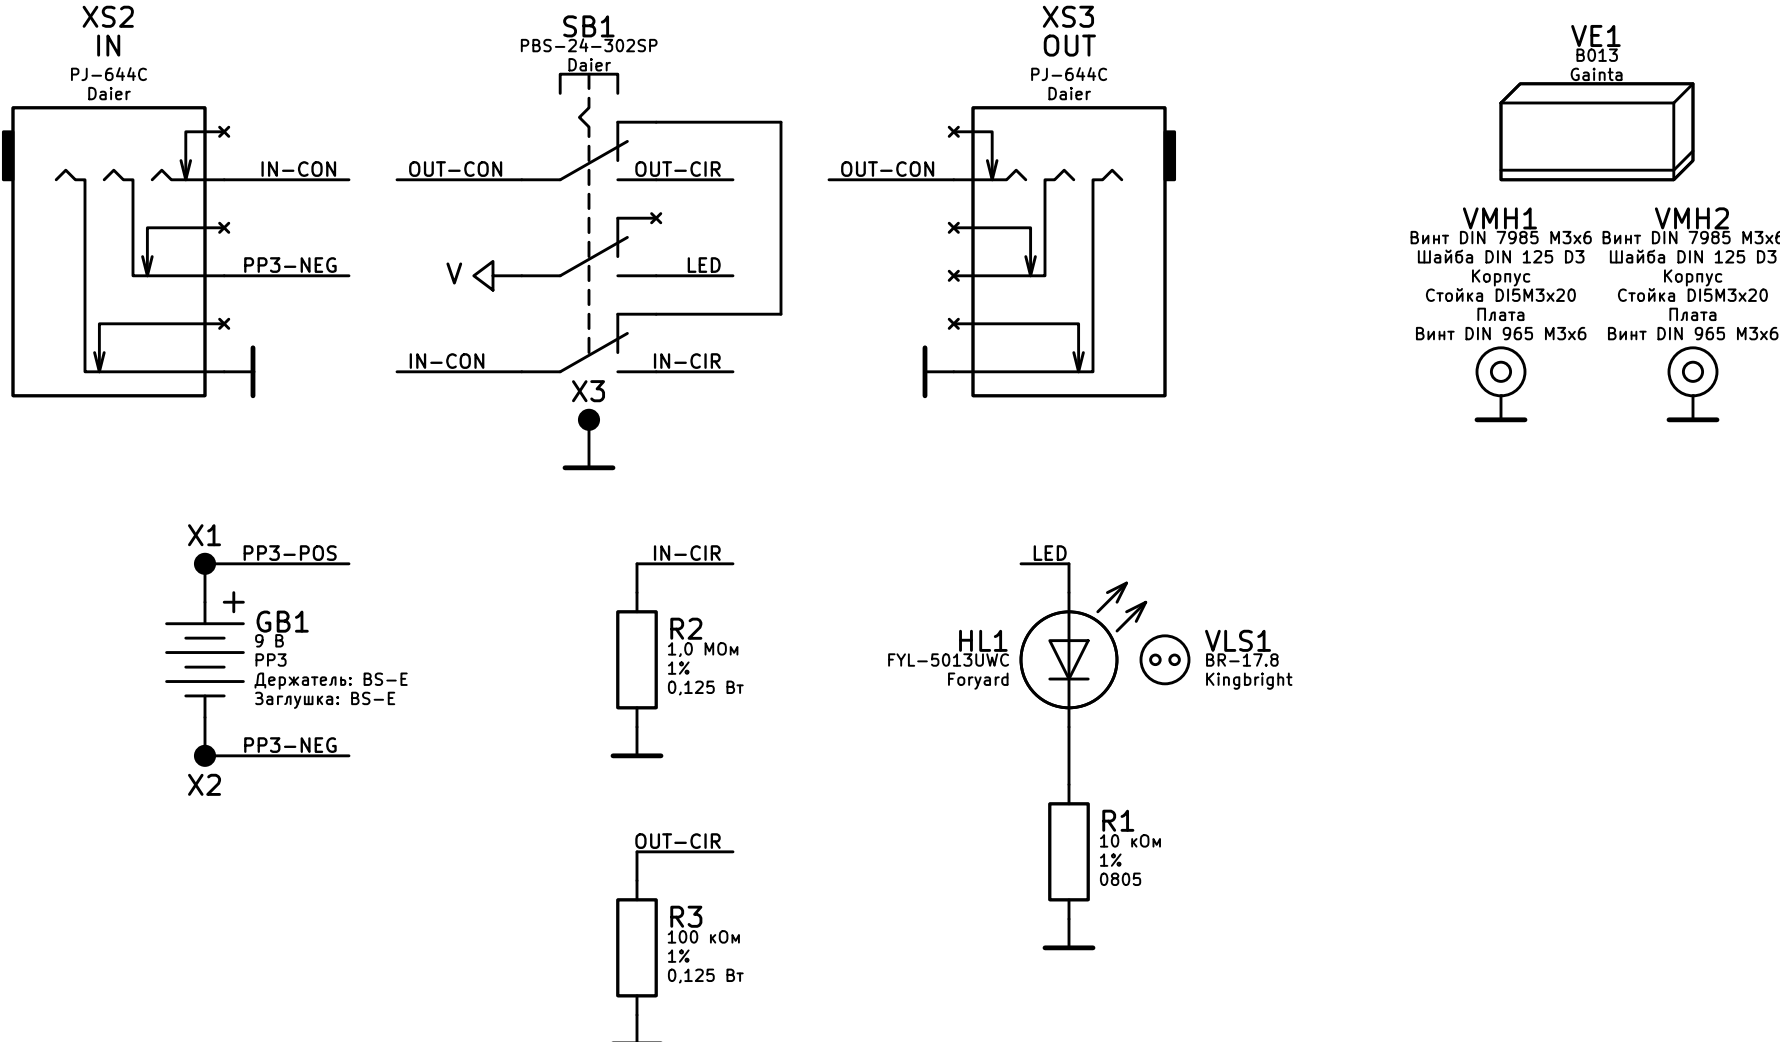 XS2
IN
PJ-644C
Daier
IN-CON
PP3-NEG
SB1
PBS-24-302SP
Daier
OUT-CON
OUT-CIR
V
LED
IN-CON
IN-CIR
X3
XS3
OUT
PJ-644C
Daier
OUT-CON
VE1
B013
Gainta
VMH1
Винт DIN 7985 M3x6
Шайба DIN 125 D3
Корпус
Стойка DI5M3x20
Плата
Винт DIN 965 M3x6
VMH2
Винт DIN 7985 M3x6
Шайба DIN 125 D3
Корпус
Стойка DI5M3x20
Плата
Винт DIN 965 M3x6
X1
PP3-POS
+
GB1
9 В
PP3
Держатель: BS-E
Заглушка: BS-E
PP3-NEG
X2
IN-CIR
R2
1,0 МОм
1%
0,125 Вт
OUT-CIR
R3
100 кОм
1%
0,125 Вт
LED
HL1
FYL-5013UWC
Foryard
VLS1
BR-17.8
Kingbright
R1
10 кОм
1%
0805